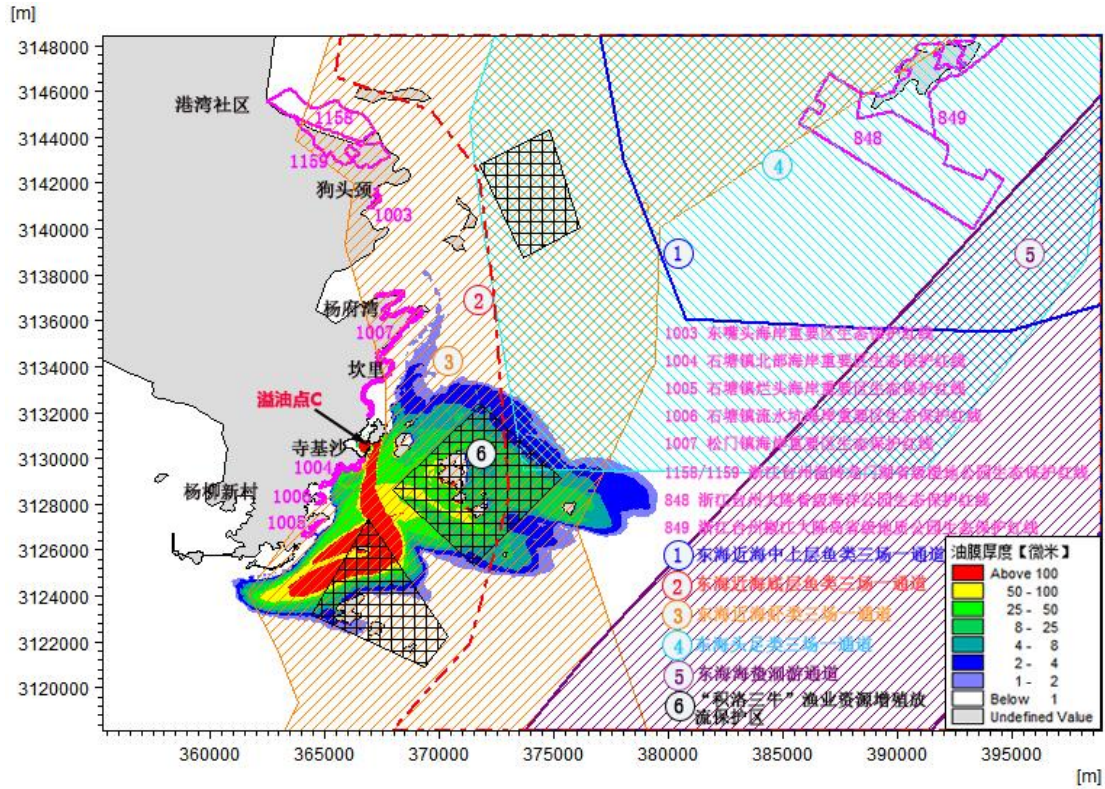 [m]
3148000
3146000
3144000
3142000
3140000
3138000
3136000
3134000
3132000
3130000
3128000
3126000
3124000
3122000
3120000
港湾社区
1158
1159
狗头颈
1003
杨府湾
1007
坎里
溢油点C
寺基沙
1004
杨柳新村
1006
1005
848
849
1
2
3
4
5
6
1003 东嘴头海岸重要区生态保护红线
1004 石塘镇北部海岸重要区生态保护红线
1005 石塘镇烂头海岸重要区生态保护红线
1006 石塘镇流水坑海岸重要区生态保护红线
1007 松门镇海岸重要区生态保护红线
1158/1159 浙江台州温岭龙门湖省级湿地公园生态保护红线
848 浙江台州大陈省级海洋公园生态保护红线
849 浙江台州椒江大陈岛省级地质公园生态保护红线
1 东海近海中上层鱼类三场一通道
2 东海近海底层鱼类三场一通道
3 东海近海虾类三场一通道
4 东海头足类三场一通道
5 东海海蜇洄游通道
6 “积洛三牛”渔业资源增殖放
流保护区
油膜厚度【微米】
Above 100
50 - 100
25 - 50
8 - 25
4 - 8
2 - 4
1 - 2
Below 1
Undefined Value
360000
365000
370000
375000
380000
385000
390000
395000
[m]